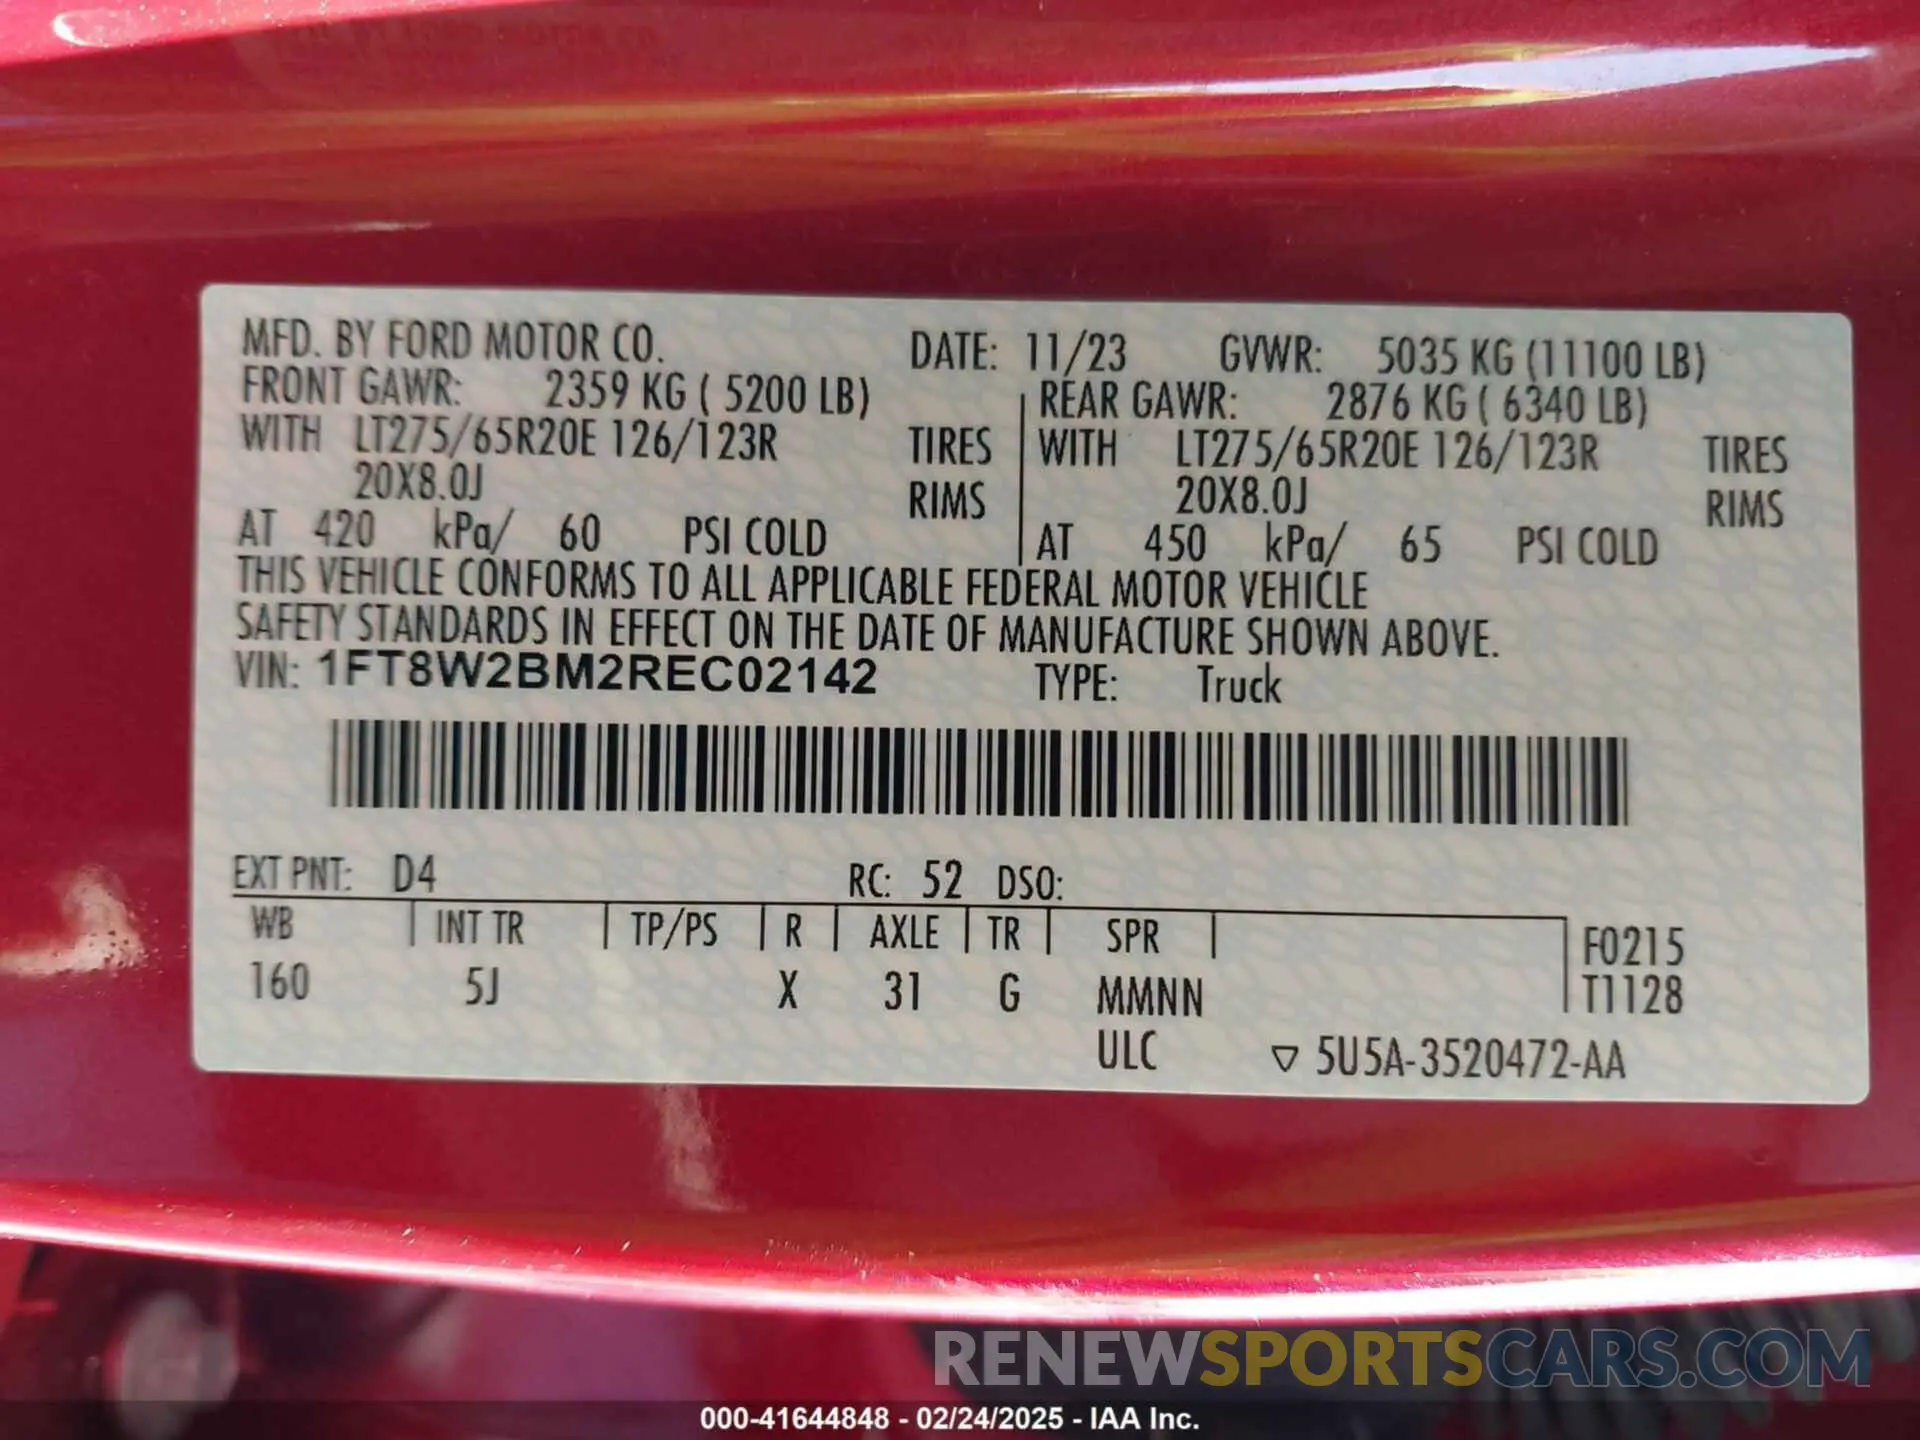 MFD. BY FORD MOTOR CO. DATE: 11/23 GVWR: 5035 KG (11100 LB)
FRONT GAWR: 2359 KG ( 5200 LB) REAR GAWR: 2876 KG ( 6340 LB)
WITH LT275/65R20E 126/123R TIRES WITH LT275/65R20E 126/123R TIRES
20X8.0J RIMS 20X8.0J RIMS
AT 420 kPa/ 60 PSI COLD AT 450 kPa/ 65 PSI COLD
THIS VEHICLE CONFORMS TO ALL APPLICABLE FEDERAL MOTOR VEHICLE
SAFETY STANDARDS IN EFFECT ON THE DATE OF MANUFACTURE SHOWN ABOVE.
VIN: 1FT8W2BM2REC02142 TYPE: Truck
EXT PNT: D4 RC: 52 DSO:
WB INT TR TP/PS R AXLE TR SPR F0215
160 5J X 31 G MMNN T1128
ULC ▽ 5U5A-3520472-AA
RENEWSPORTSCARS.COM
000-41644848 - 02/24/2025 - IAA Inc.